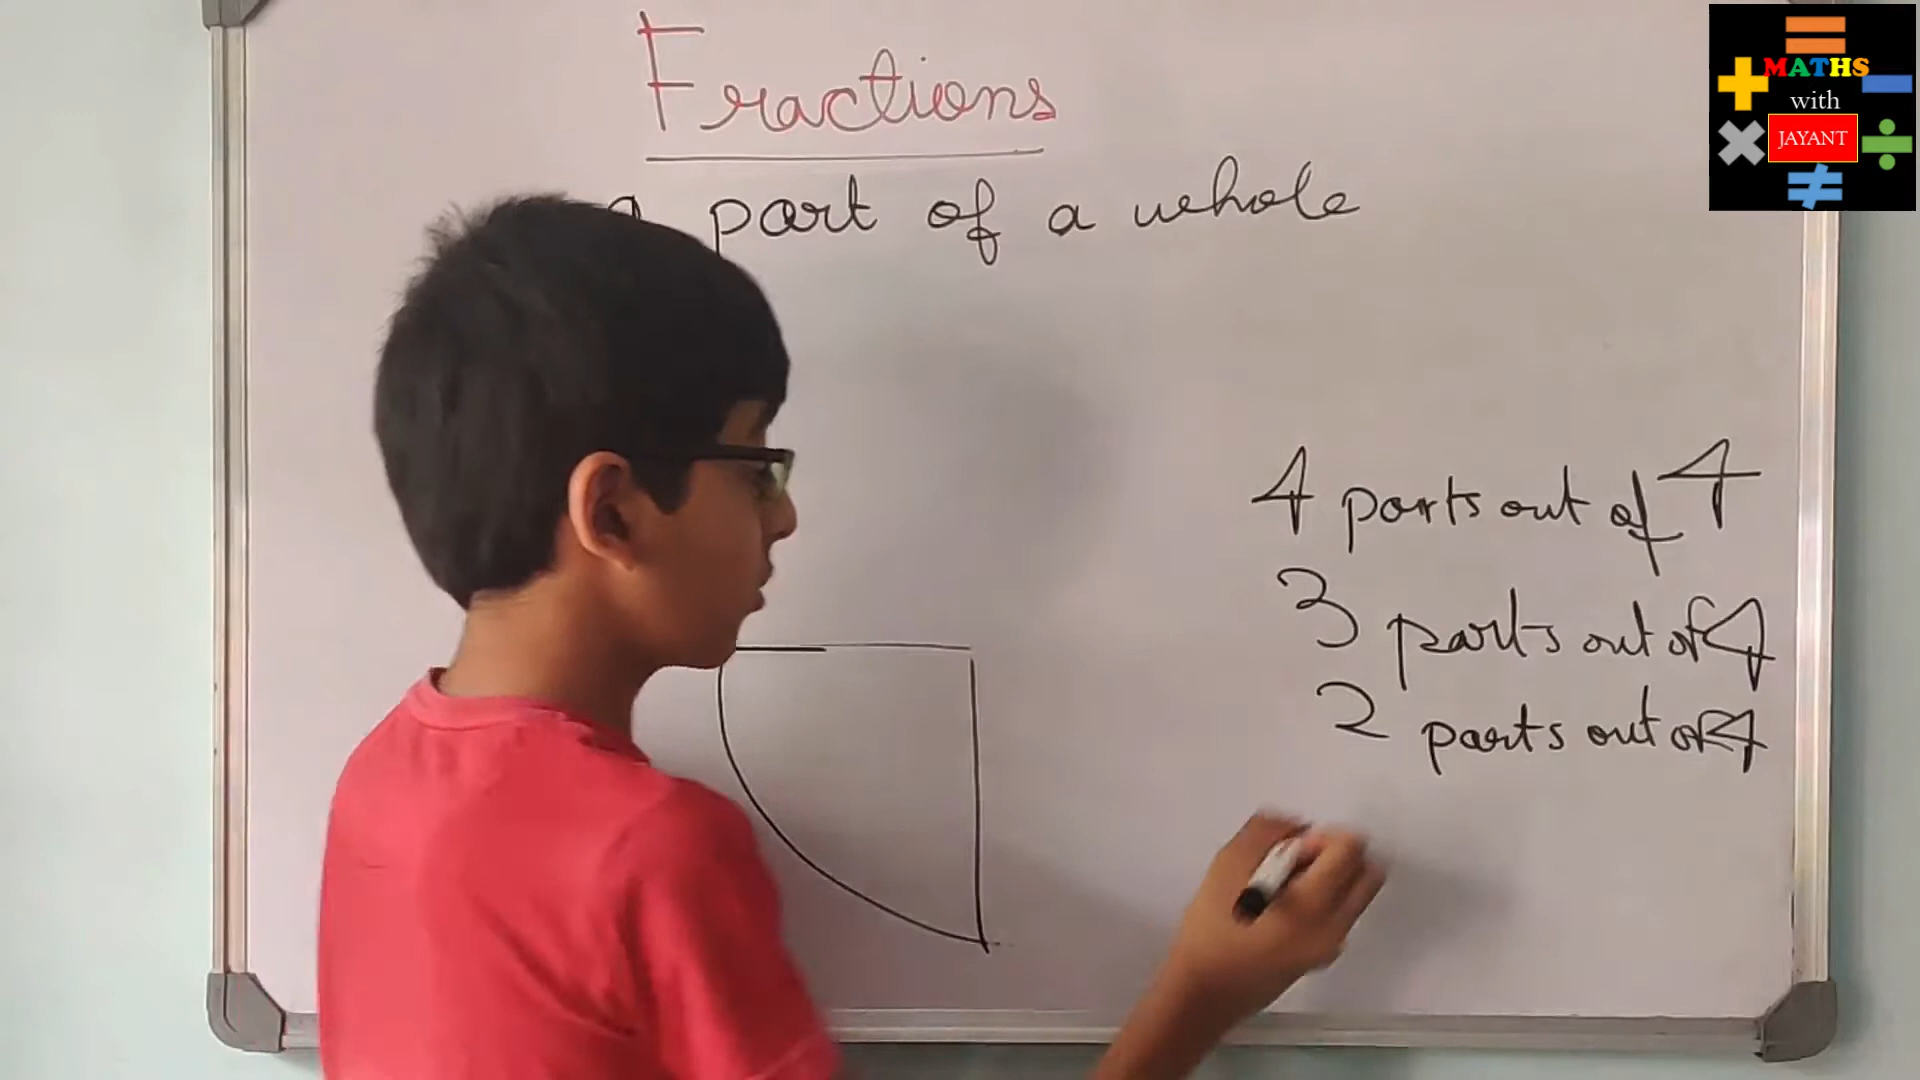 Fractions
a part of a whole
4 parts out of 4
3 parts out of 4
2 parts out of 4
MATHS
with
JAYANT